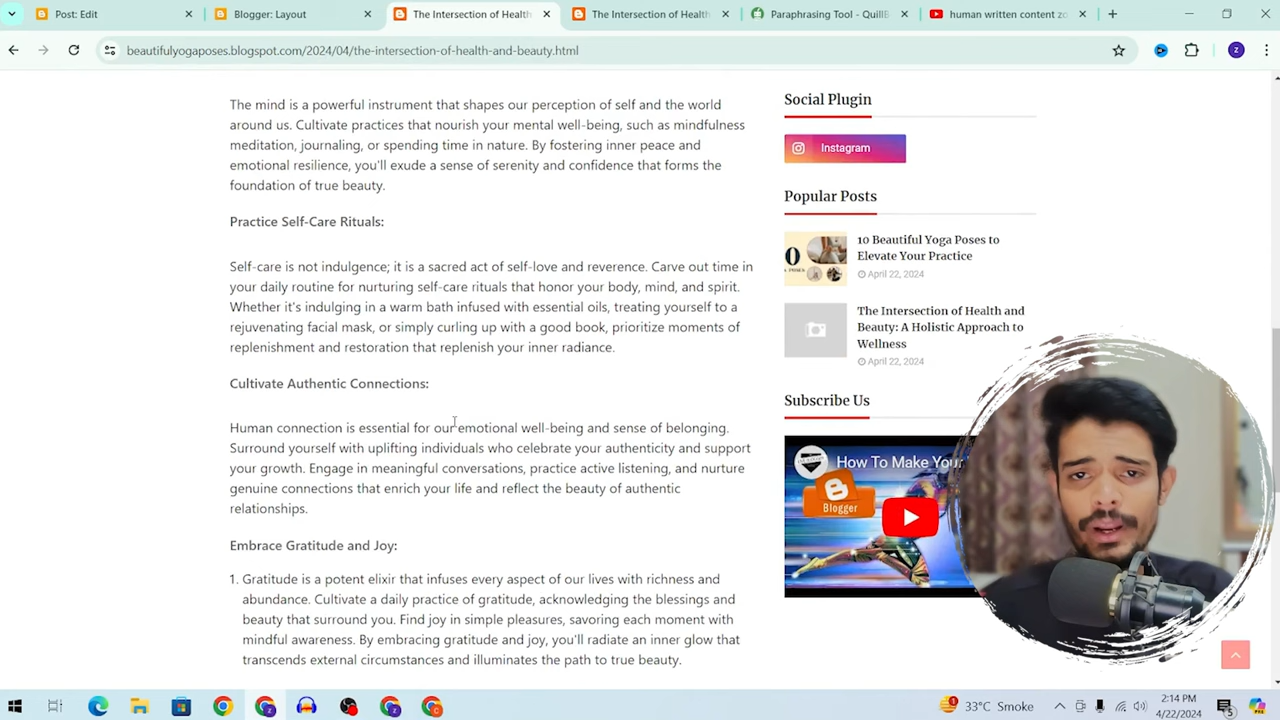 Post: Edit
Blogger: Layout
The Intersection of Health
The Intersection of Health
Paraphrasing Tool - QuillB
human written content zo
beautifulyogaposes.blogspot.com/2024/04/the-intersection-of-health-and-beauty.html
The mind is a powerful instrument that shapes our perception of self and the world
around us. Cultivate practices that nourish your mental well-being, such as mindfulness
meditation, journaling, or spending time in nature. By fostering inner peace and
emotional resilience, you'll exude a sense of serenity and confidence that forms the
foundation of true beauty.
Practice Self-Care Rituals:
Self-care is not indulgence; it is a sacred act of self-love and reverence. Carve out time in
your daily routine for nurturing self-care rituals that honor your body, mind, and spirit.
Whether it's indulging in a warm bath infused with essential oils, treating yourself to a
rejuvenating facial mask, or simply curling up with a good book, prioritize moments of
replenishment and restoration that replenish your inner radiance.
Cultivate Authentic Connections:
Human connection is essential for our emotional well-being and sense of belonging.
Surround yourself with uplifting individuals who celebrate your authenticity and support
your growth. Engage in meaningful conversations, practice active listening, and nurture
genuine connections that enrich your life and reflect the beauty of authentic
relationships.
Embrace Gratitude and Joy:
1. Gratitude is a potent elixir that infuses every aspect of our lives with richness and
abundance. Cultivate a daily practice of gratitude, acknowledging the blessings and
beauty that surround you. Find joy in simple pleasures, savoring each moment with
mindful awareness. By embracing gratitude and joy, you'll radiate an inner glow that
transcends external circumstances and illuminates the path to true beauty.
Social Plugin
Instagram
Popular Posts
10 Beautiful Yoga Poses to
Elevate Your Practice
April 22, 2024
The Intersection of Health and
Beauty: A Holistic Approach to
Wellness
April 22, 2024
Subscribe Us
How To Make Your
Blogger
33°C Smoke
2:14 PM
4/22/2024